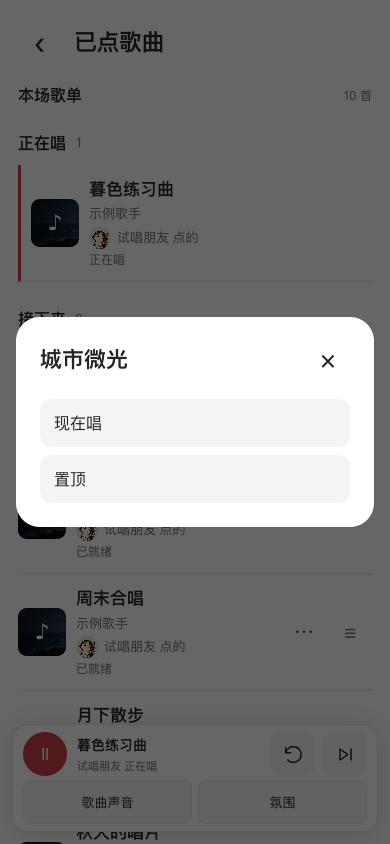 已点歌曲
本场歌单
10 首
正在唱 1
暮色练习曲
示例歌手
试唱朋友 点的
正在唱
城市微光
现在唱
置顶
试唱朋友 点的
已就绪
周末合唱
示例歌手
试唱朋友 点的
已就绪
月下散步
暮色练习曲
试唱朋友 正在唱
歌曲声音
氛围